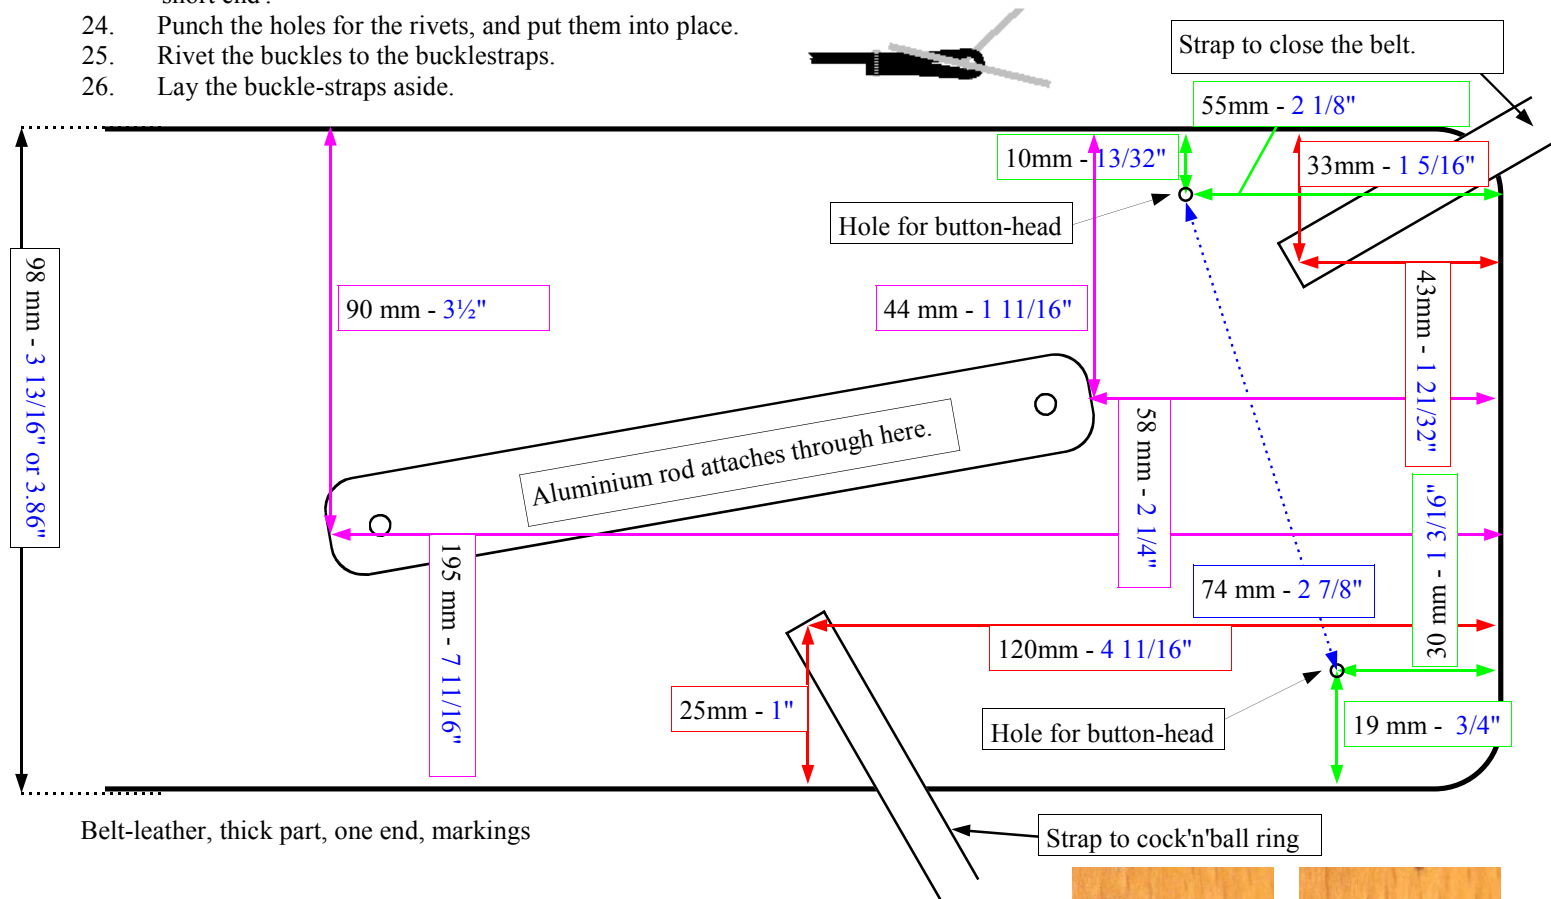 short end'.
24. Punch the holes for the rivets, and put them into place.
25. Rivet the buckles to the bucklestraps.
26. Lay the buckle-straps aside.
Strap to close the belt.
55mm - 2 1/8"
10mm - 13/32"
33mm - 1 5/16"
Hole for button-head
98 mm - 3 13/16" or 3.86"
90 mm - 3½"
44 mm - 1 11/16"
43mm - 1 21/32"
Aluminium rod attaches through here.
58 mm - 2 1/4"
30 mm - 1 3/16"
195 mm - 7 11/16"
74 mm - 2 7/8"
120mm - 4 11/16"
25mm - 1"
Hole for button-head
19 mm - 3/4"
Belt-leather, thick part, one end, markings
Strap to cock'n'ball ring